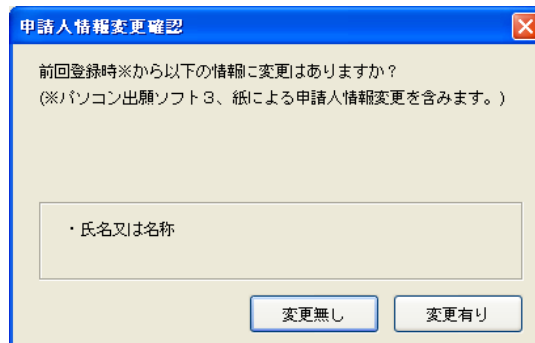 申請人情報変更確認
前回登録時※から以下の情報に変更はありますか？
(※パソコン出願ソフト３、紙による申請人情報変更を含みます。)
・氏名又は名称
変更無し
変更有り